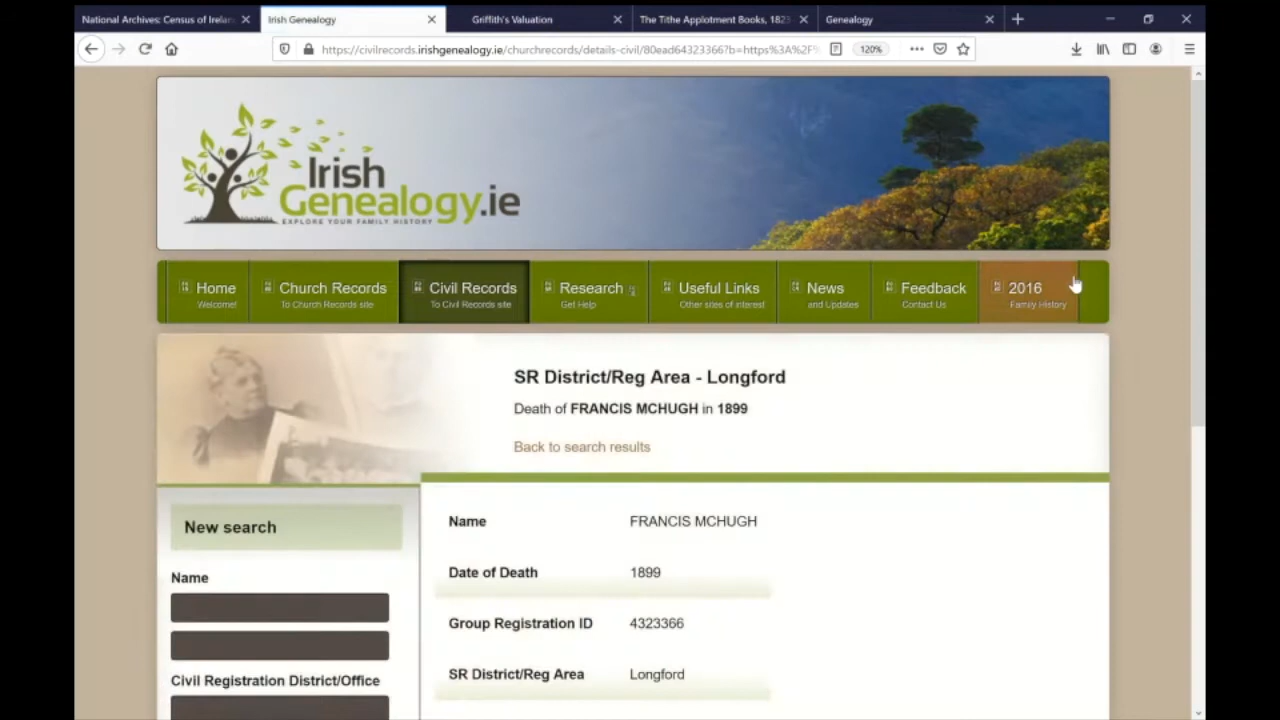 National Archives: Census of Irelan
Irish Genealogy
Griffith's Valuation
The Tithe Applotment Books, 1823
Genealogy
https://civilrecords.irishgenealogy.ie/churchrecords/details-civil/80ead64323366?b=https%3A%2F%
120%
Irish
Genealogy.ie
EXPLORE YOUR FAMILY HISTORY
Home
Welcome!
Church Records
To Church Records site
Civil Records
To Civil Records site
Research
Get Help
Useful Links
Other sites of interest
News
and Updates
Feedback
Contact Us
2016
Family History
SR District/Reg Area - Longford
Death of FRANCIS MCHUGH in 1899
Back to search results
New search
Name
Civil Registration District/Office
Name FRANCIS MCHUGH
Date of Death 1899
Group Registration ID 4323366
SR District/Reg Area Longford